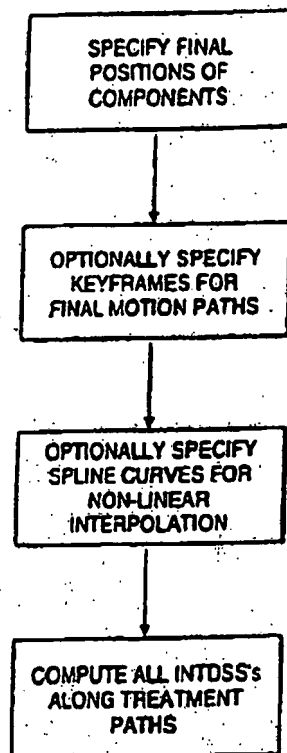 SPECIFY FINAL
POSITIONS OF
COMPONENTS
OPTIONALLY SPECIFY
KEYFRAMES FOR
FINAL MOTION PATHS
OPTIONALLY SPECIFY
SPLINE CURVES FOR
NON-LINEAR
INTERPOLATION
COMPUTE ALL INTDSS's
ALONG TREATMENT
PATHS